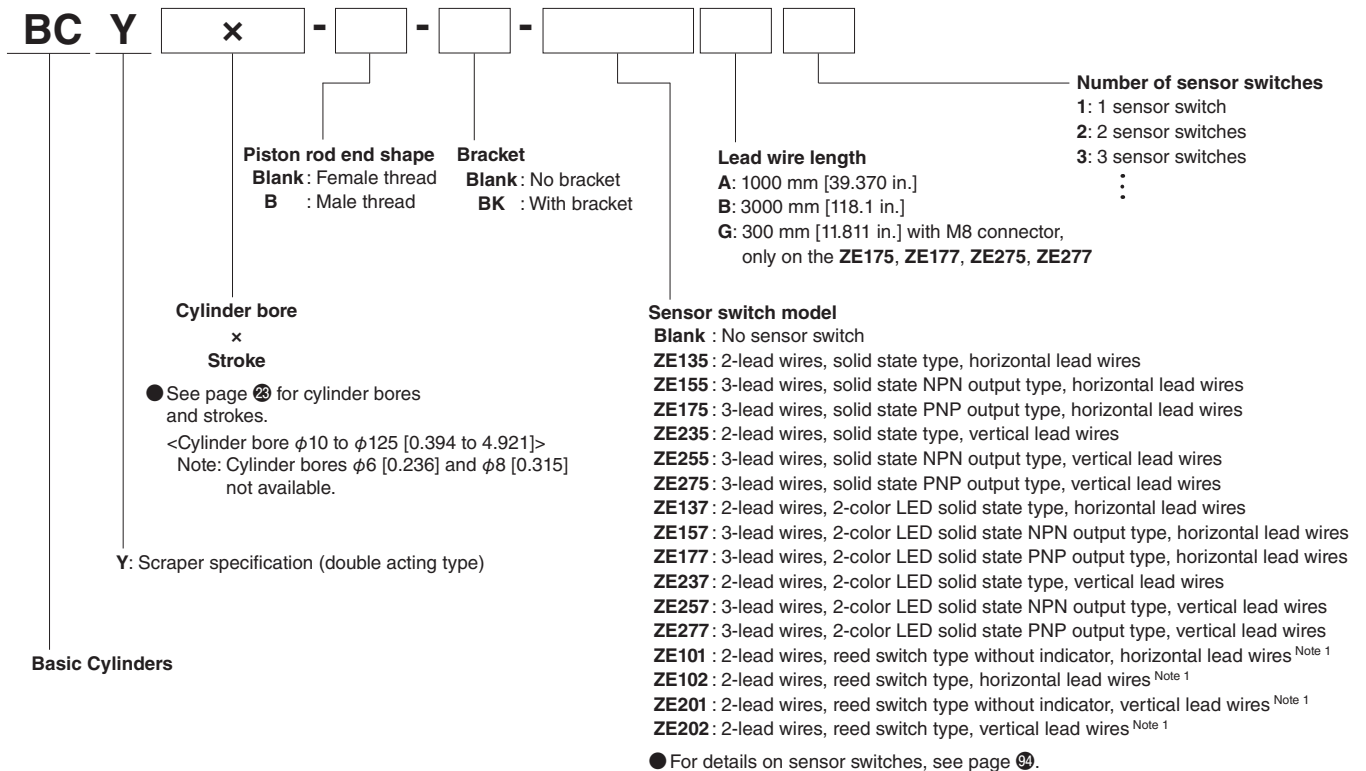 BC Y × - - -
Number of sensor switches
1: 1 sensor switch
2: 2 sensor switches
3: 3 sensor switches
⋮
Piston rod end shape
Blank : Female thread
B : Male thread
Bracket
Blank : No bracket
BK : With bracket
Lead wire length
A: 1000 mm [39.370 in.]
B: 3000 mm [118.1 in.]
G: 300 mm [11.811 in.] with M8 connector,
only on the ZE175, ZE177, ZE275, ZE277
Cylinder bore
×
Stroke
● See page ㉓ for cylinder bores
and strokes.
<Cylinder bore φ10 to φ125 [0.394 to 4.921]>
Note: Cylinder bores φ6 [0.236] and φ8 [0.315]
not available.
Y: Scraper specification (double acting type)
Basic Cylinders
Sensor switch model
Blank : No sensor switch
ZE135 : 2-lead wires, solid state type, horizontal lead wires
ZE155 : 3-lead wires, solid state NPN output type, horizontal lead wires
ZE175 : 3-lead wires, solid state PNP output type, horizontal lead wires
ZE235 : 2-lead wires, solid state type, vertical lead wires
ZE255 : 3-lead wires, solid state NPN output type, vertical lead wires
ZE275 : 3-lead wires, solid state PNP output type, vertical lead wires
ZE137 : 2-lead wires, 2-color LED solid state type, horizontal lead wires
ZE157 : 3-lead wires, 2-color LED solid state NPN output type, horizontal lead wires
ZE177 : 3-lead wires, 2-color LED solid state PNP output type, horizontal lead wires
ZE237 : 2-lead wires, 2-color LED solid state type, vertical lead wires
ZE257 : 3-lead wires, 2-color LED solid state NPN output type, vertical lead wires
ZE277 : 3-lead wires, 2-color LED solid state PNP output type, vertical lead wires
ZE101 : 2-lead wires, reed switch type without indicator, horizontal lead wires Note 1
ZE102 : 2-lead wires, reed switch type, horizontal lead wires Note 1
ZE201 : 2-lead wires, reed switch type without indicator, vertical lead wires Note 1
ZE202 : 2-lead wires, reed switch type, vertical lead wires Note 1
● For details on sensor switches, see page 94.